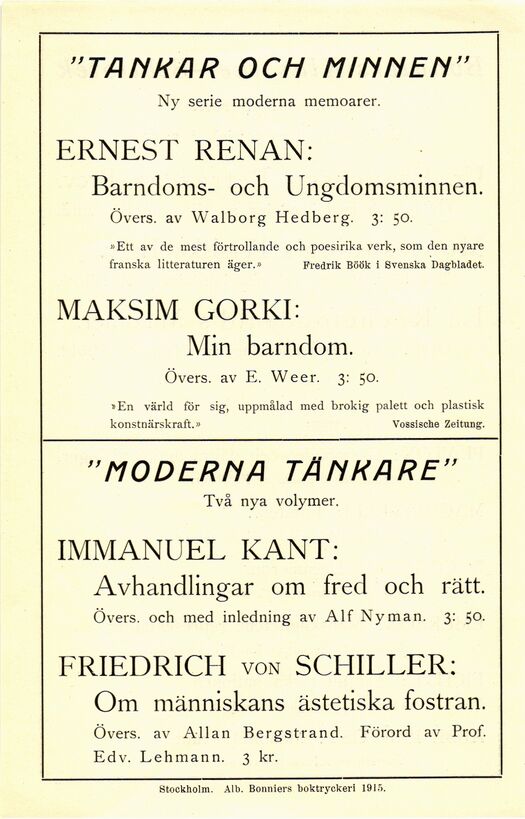 "TANKAR OCH MINNEN"
Ny serie moderna memoarer.
ERNEST RENAN:
Barndoms- och Ungdomsminnen.
Övers. av Walborg Hedberg. 3: 50.
»Ett av de mest förtrollande och poesirika verk, som den nyare
franska litteraturen äger.» Fredrik Böök i Svenska Dagbladet.
MAKSIM GORKI:
Min barndom.
Övers. av E. Weer. 3: 50.
»En värld för sig, uppmålad med brokig palett och plastisk
konstnärskraft.» Vossische Zeitung.
"MODERNA TÄNKARE"
Två nya volymer.
IMMANUEL KANT:
Avhandlingar om fred och rätt.
Övers. och med inledning av Alf Nyman. 3: 50.
FRIEDRICH VON SCHILLER:
Om människans ästetiska fostran.
Övers. av Allan Bergstrand. Förord av Prof.
Edv. Lehmann. 3 kr.
Stockholm. Alb. Bonniers boktryckeri 1915.